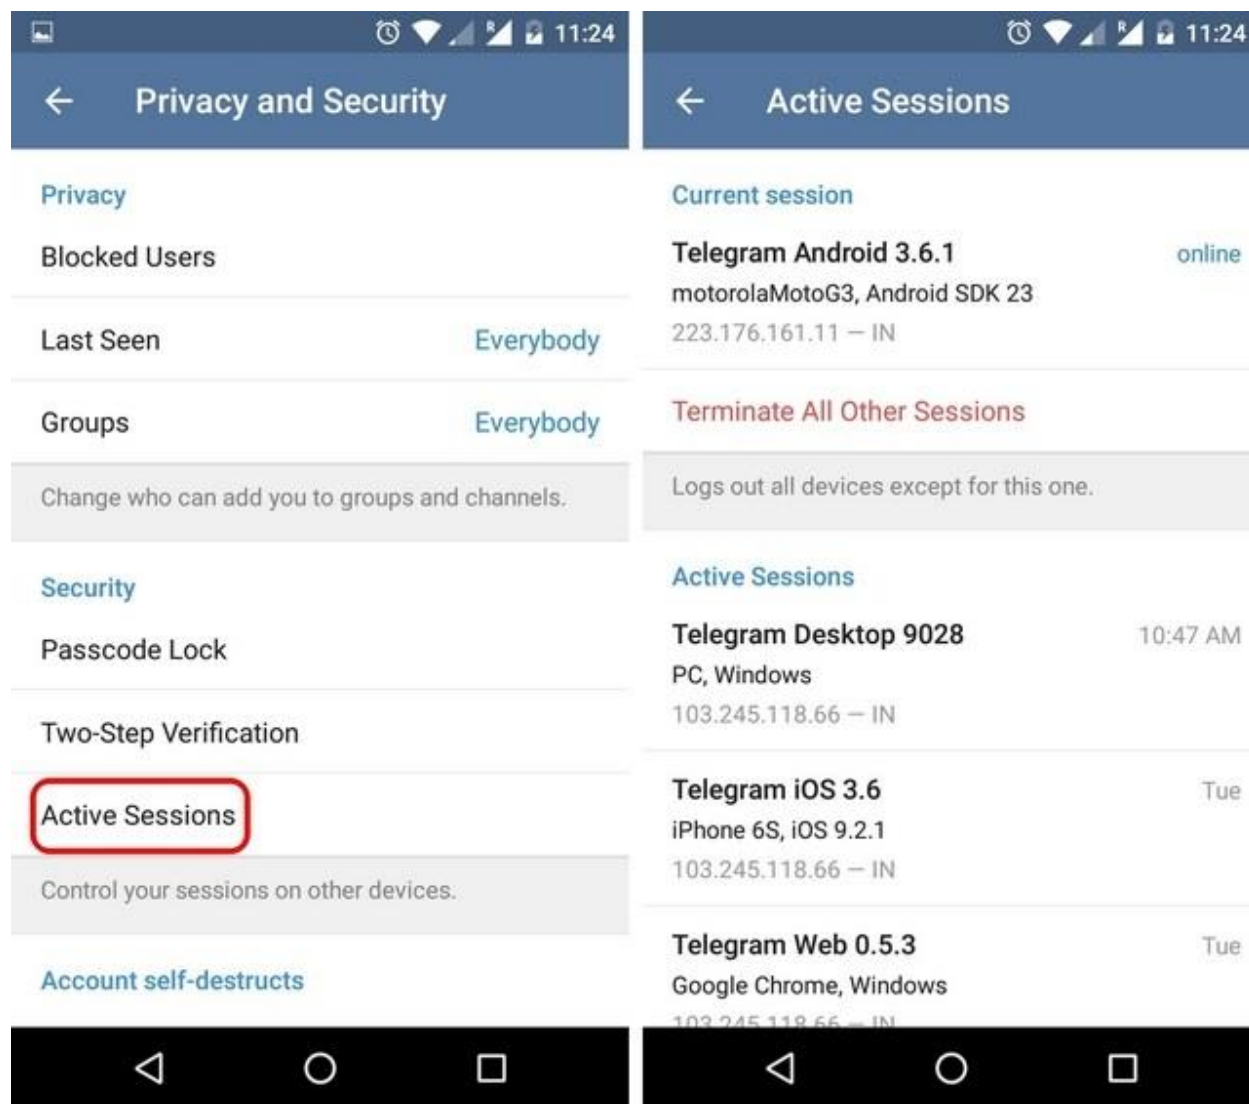 11:24
Privacy and Security
Privacy
Blocked Users
Last Seen Everybody
Groups Everybody
Change who can add you to groups and channels.
Security
Passcode Lock
Two-Step Verification
Active Sessions
Control your sessions on other devices.
Account self-destructs
R 11:24
Active Sessions
Current session
Telegram Android 3.6.1 online
motorolaMotoG3, Android SDK 23
223.176.161.11 — IN
Terminate All Other Sessions
Logs out all devices except for this one.
Active Sessions
Telegram Desktop 9028 10:47 AM
PC, Windows
103.245.118.66 — IN
Telegram iOS 3.6 Tue
iPhone 6S, iOS 9.2.1
103.245.118.66 — IN
Telegram Web 0.5.3 Tue
Google Chrome, Windows
103.245.118.66 — IN